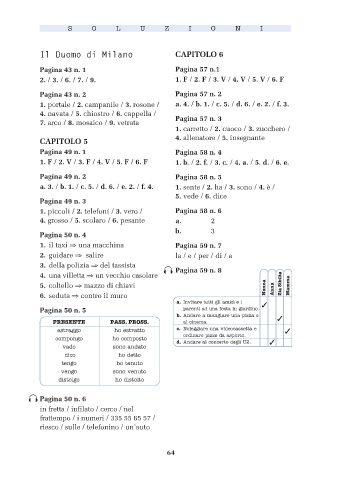 S O L U Z I O N I
Il Duomo di Milano
Pagina 43 n. 1
2. / 3. / 6. / 7. / 9.
Pagina 43 n. 2
1. portale / 2. campanile / 3. rosone /
4. navata / 5. chiostro / 6. cappella /
7. arco / 8. mosaico / 9. vetrata
CAPITOLO 5
Pagina 49 n. 1
1. F / 2. V / 3. F / 4. V / 5. F / 6. F
Pagina 49 n. 2
a. 3. / b. 1. / c. 5. / d. 6. / e. 2. / f. 4.
Pagina 49 n. 3
1. piccoli / 2. telefoni / 3. vero /
4. grosso / 5. scolaro / 6. pesante
Pagina 50 n. 4
1. il taxi ⇒ una macchina
2. guidare ⇒ salire
3. della polizia ⇒ del tassista
4. una villetta ⇒ un vecchio casolare
5. coltello ⇒ mazzo di chiavi
6. seduta ⇒ contro il muro
Pagina 50 n. 5
PRESENTE PASS. PROSS.
estraggo ho estratto
compongo ho composto
vado sono andato
dico ho detto
tengo ho tenuto
vengo sono venuto
distolgo ho distolto
Pagina 50 n. 6
in fretta / infilato / cerco / nel
frattempo / i numeri / 335 55 65 57 /
riesco / sulle / telefonino / un'auto
CAPITOLO 6
Pagina 57 n.1
1. F / 2. F / 3. V / 4. V / 5. V / 6. F
Pagina 57 n. 2
a. 4. / b. 1. / c. 5. / d. 6. / e. 2. / f. 3.
Pagina 57 n. 3
1. carretto / 2. cuoco / 3. zucchero /
4. allenatore / 5. insegnante
Pagina 58 n. 4
1. b. / 2. f. / 3. c. / 4. a. / 5. d. / 6. e.
Pagina 58 n. 5
1. sente / 2. ha / 3. sono / 4. è /
5. vede / 6. dice
Pagina 58 n. 6
a. 2
b. 3
Pagina 59 n. 7
la / e / per / di / a
Pagina 59 n. 8
Nonna
Anna
Zia Giulia
Mamma
a. Invitare tutti gli amici e i
parenti ad una festa in giardino. ✓
b. Andare a mangiare una pizza e
al cinema. ✓
c. Noleggiare una videocassetta e
ordinare pizze da asporto. ✓
d. Andare al concerto degli U2. ✓
64